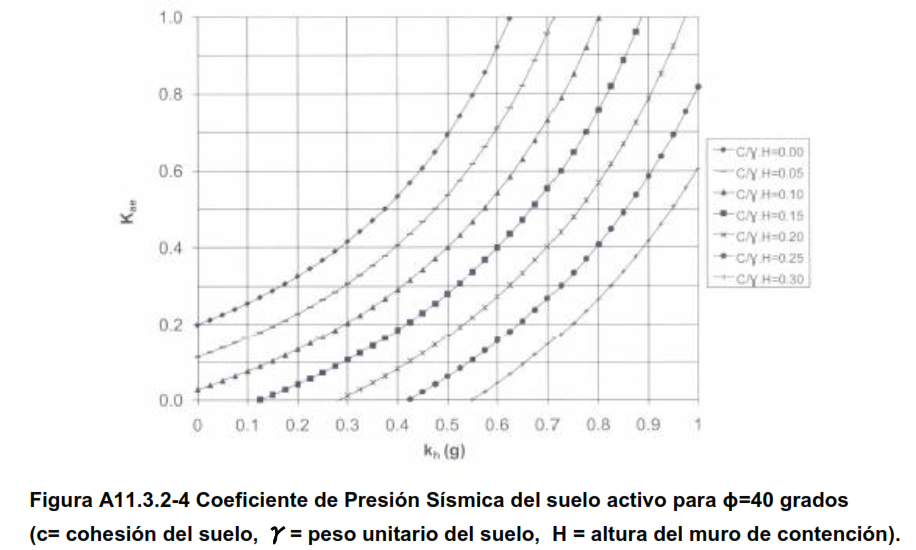 1.0
0.8
0.6
0.4
0.2
0.0
Kae
0 0.1 0.2 0.3 0.4 0.5 0.6 0.7 0.8 0.9 1
kh (g)
C/γ.H=0.00
C/γ.H=0.05
C/γ.H=0.10
C/γ.H=0.15
C/γ.H=0.20
C/γ.H=0.25
C/γ.H=0.30
Figura A11.3.2-4 Coeficiente de Presión Sísmica del suelo activo para ϕ=40 grados
(c= cohesión del suelo, γ = peso unitario del suelo, H = altura del muro de contención).